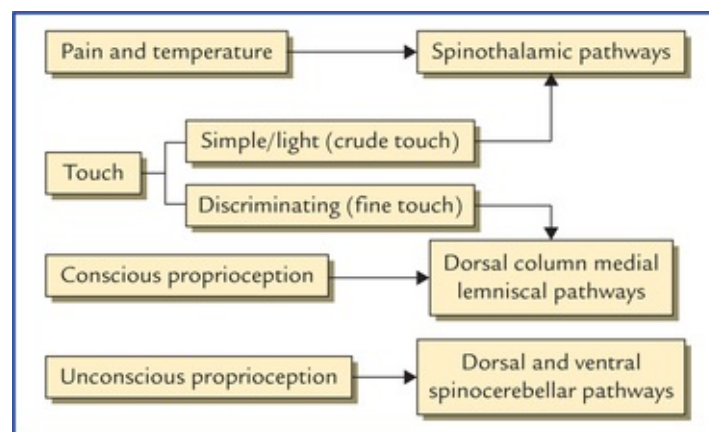 Pain and temperature
Spinothalamic pathways
Simple/light (crude touch)
Touch
Discriminating (fine touch)
Conscious proprioception
Dorsal column medial
lemniscal pathways
Unconscious proprioception
Dorsal and ventral
spinocerebellar pathways